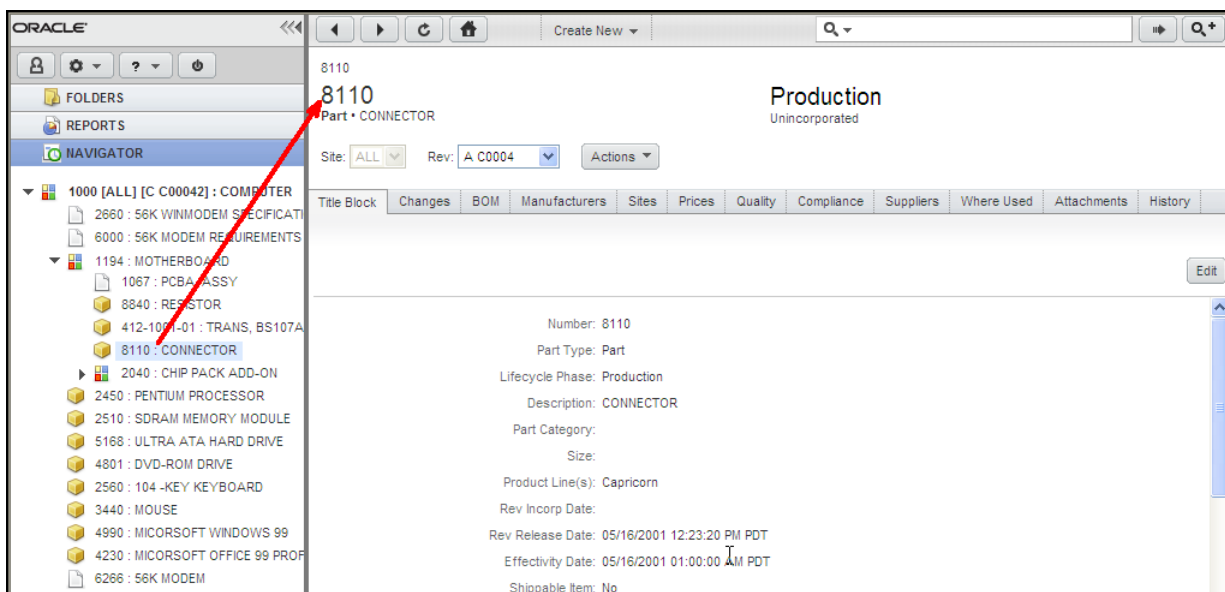 ORACLE
Create New
FOLDERS
REPORTS
NAVIGATOR
1000 [ALL] [C C00042] : COMPUTER
2660 : 56K WINMODEM SPECIFICATI
6000 : 56K MODEM REQUIREMENTS
1194 : MOTHERBOARD
1067 : PCBA, ASSY
8840 : RESISTOR
412-1001-01 : TRANS, BS107A
8110 : CONNECTOR
2040 : CHIP PACK ADD-ON
2450 : PENTIUM PROCESSOR
2510 : SDRAM MEMORY MODULE
5168 : ULTRA ATA HARD DRIVE
4801 : DVD-ROM DRIVE
2560 : 104 -KEY KEYBOARD
3440 : MOUSE
4990 : MICORSOFT WINDOWS 99
4230 : MICORSOFT OFFICE 99 PROF
6266 : 56K MODEM
8110
8110
Part • CONNECTOR
Production
Unincorporated
Site: ALL Rev: A C0004 Actions
Title Block Changes BOM Manufacturers Sites Prices Quality Compliance Suppliers Where Used Attachments History
Edit
Number: 8110
Part Type: Part
Lifecycle Phase: Production
Description: CONNECTOR
Part Category:
Size:
Product Line(s): Capricorn
Rev Incorp Date:
Rev Release Date: 05/16/2001 12:23:20 PM PDT
Effectivity Date: 05/16/2001 01:00:00 AM PDT
Shippable Item: No